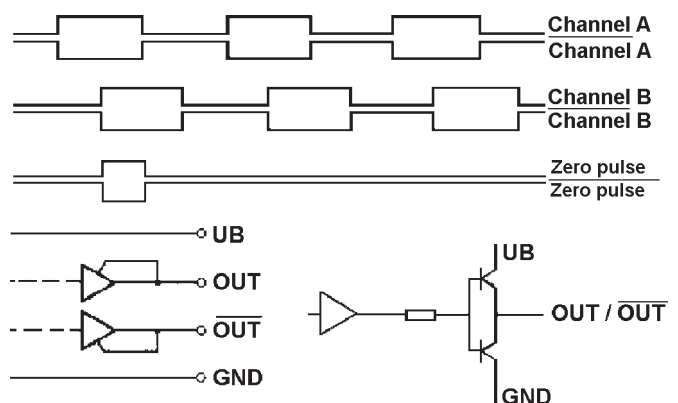 Channel A
Channel A
Channel B
Channel B
Zero pulse
Zero pulse
UB
OUT
OUT
GND
UB
OUT / OUT
GND